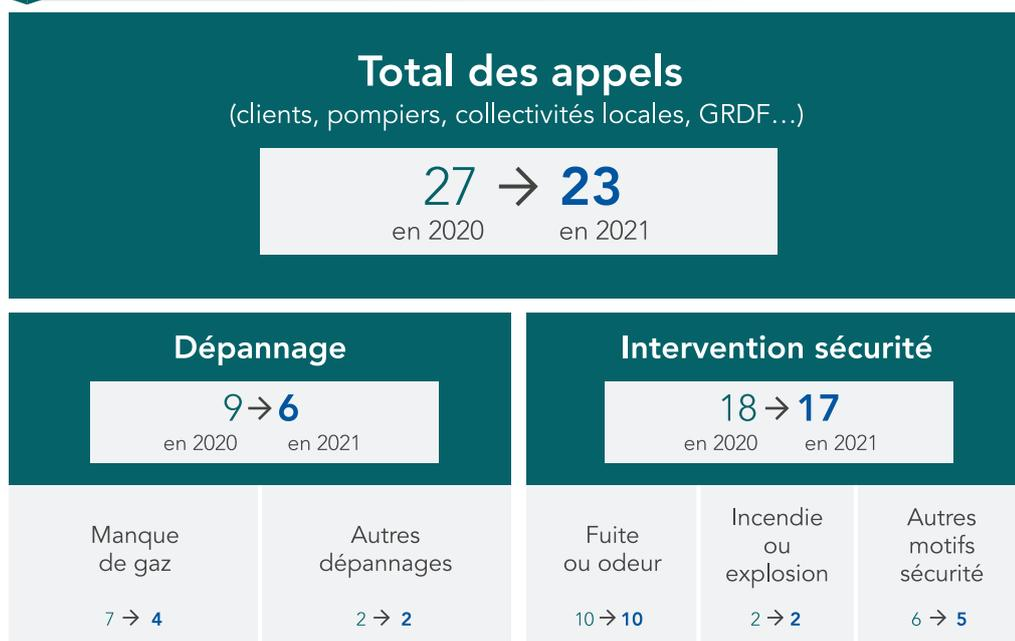 Total des appels
(clients, pompiers, collectivités locales, GRDF...)
27 → 23
en 2020 en 2021
Dépannage
9 → 6
en 2020 en 2021
Manque
de gaz
7 → 4
Autres
dépannages
2 → 2
Intervention sécurité
18 → 17
en 2020 en 2021
Fuite
ou odeur
10 → 10
Incendie
ou
explosion
2 → 2
Autres
motifs
sécurité
6 → 5